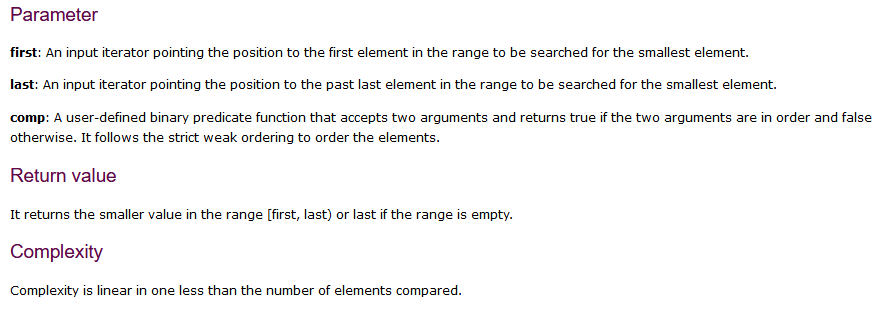 Parameter
first: An input iterator pointing the position to the first element in the range to be searched for the smallest element.
last: An input iterator pointing the position to the past last element in the range to be searched for the smallest element.
comp: A user-defined binary predicate function that accepts two arguments and returns true if the two arguments are in order and false
otherwise. It follows the strict weak ordering to order the elements.
Return value
It returns the smaller value in the range [first, last) or last if the range is empty.
Complexity
Complexity is linear in one less than the number of elements compared.